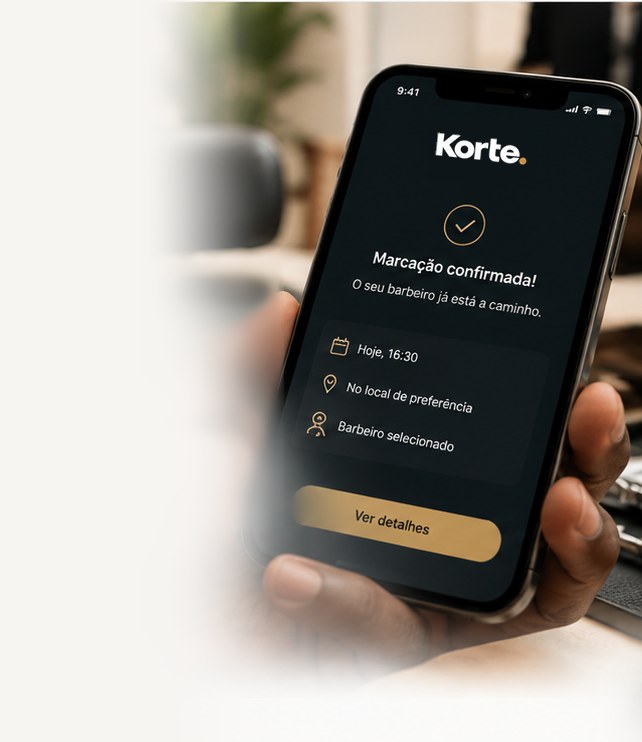 9:41
Korte.
Marcação confirmada!
O seu barbeiro já está a caminho.
Hoje, 16:30
No local de preferência
Barbeiro selecionado
Ver detalhes